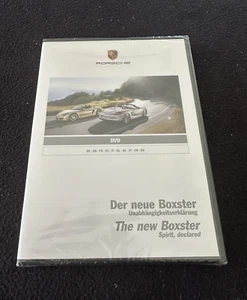 PORSCHE
DVD
Der neue Boxster
Unabhängigkeitserklärung
The new Boxster
Spirit, declared